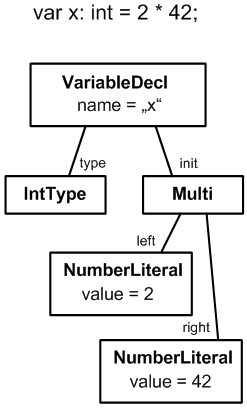 var x: int = 2 * 42;
VariableDecl
name = „x“
type
init
IntType
Multi
left
NumberLiteral
value = 2
right
NumberLiteral
value = 42